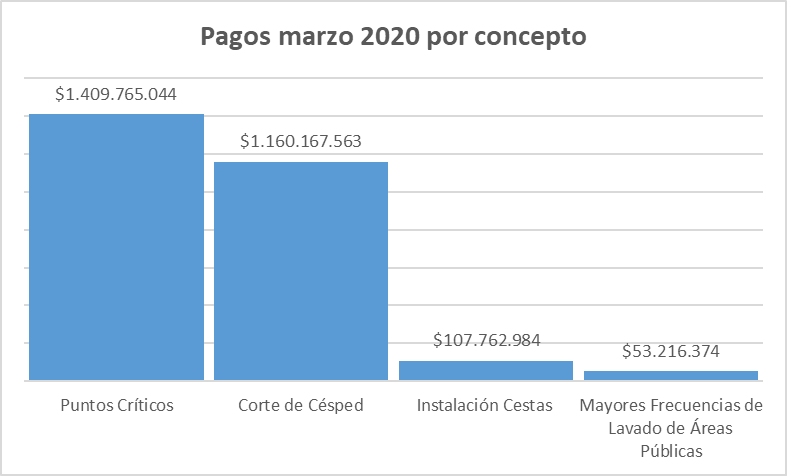 Pagos marzo 2020 por concepto
$1.409.765.044
$1.160.167.563
$107.762.984
$53.216.374
Puntos Críticos
Corte de Césped
Instalación Cestas
Mayores Frecuencias de
Lavado de Áreas
Públicas